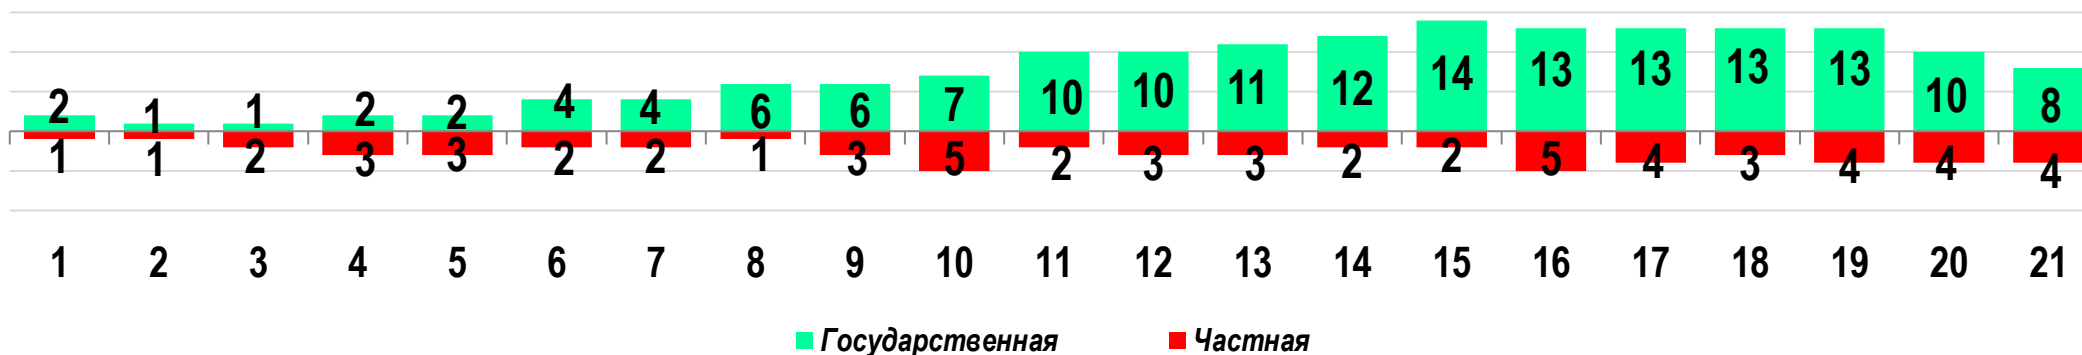 2 1 1 2 2 4 4 6 6 7 10 10 11 12 14 13 13 13 13 10 8
1 1 2 3 3 2 2 1 3 5 2 3 3 2 2 5 4 3 4 4 4
1 2 3 4 5 6 7 8 9 10 11 12 13 14 15 16 17 18 19 20 21
Государственная Частная